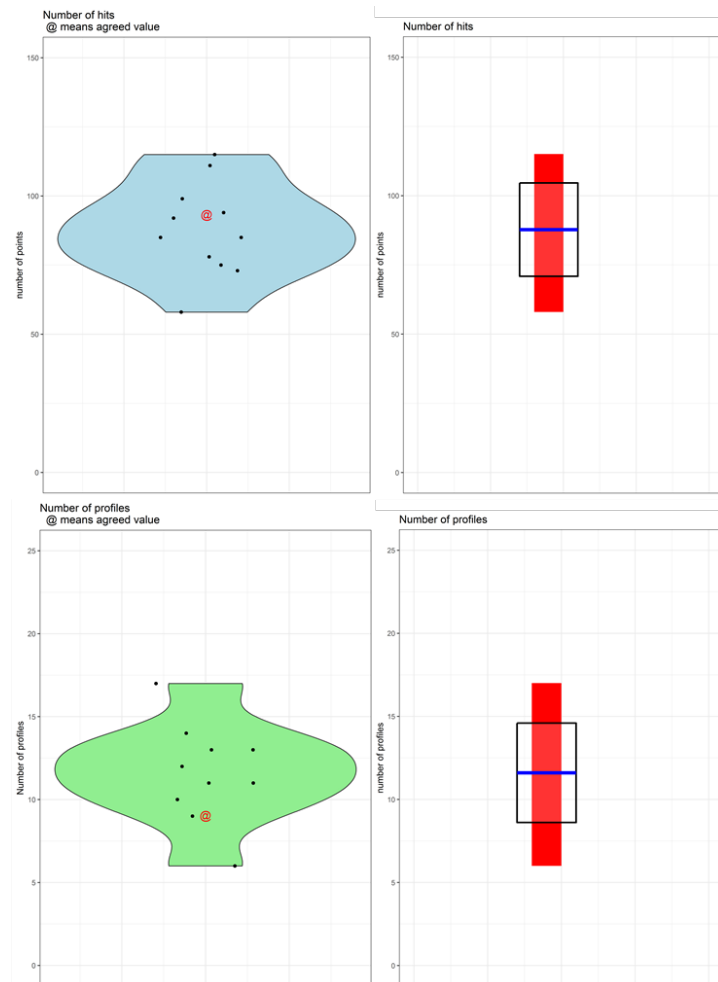 Number of hits
@ means agreed value
number of points
150
100
50
0
@
Number of hits
number of points
150
100
50
0
Number of profiles
@ means agreed value
Number of profiles
25
20
15
10
5
0
@
Number of profiles
number of profiles
25
20
15
10
5
0